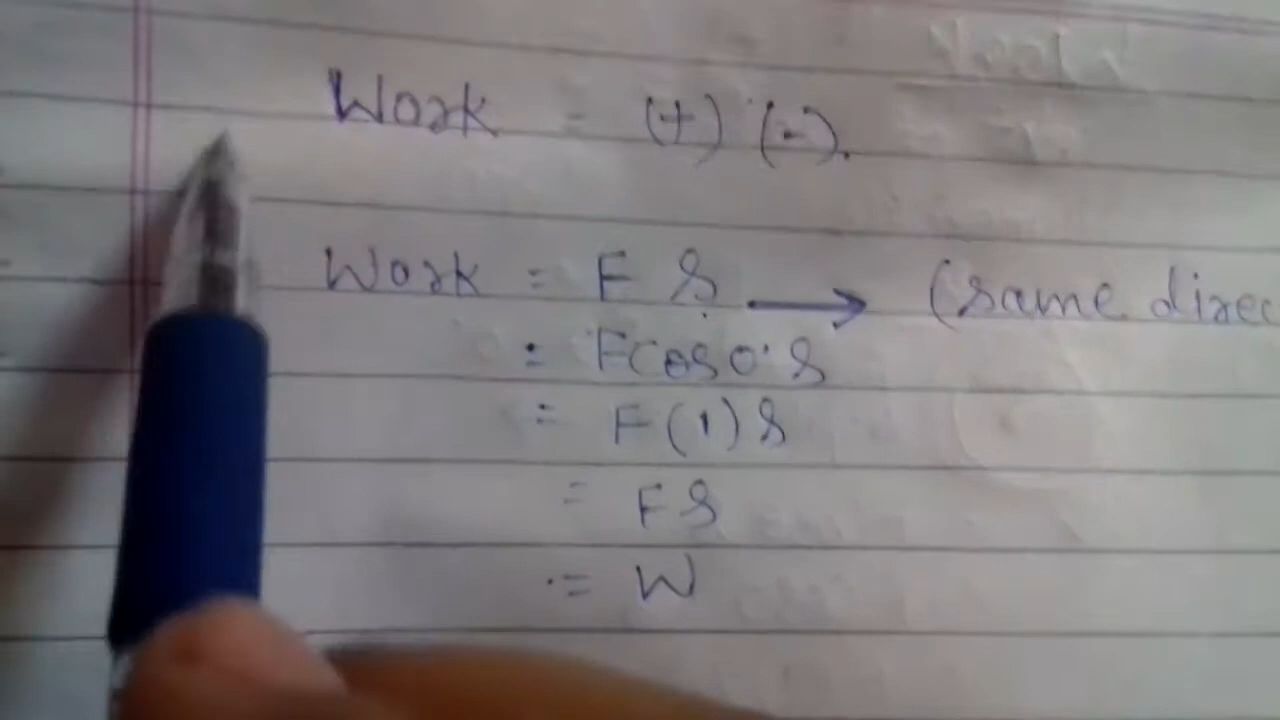 Work = (+) (-).
Work = F S → (same direc
= F cos 0° S
= F (1) S
= F S
= W